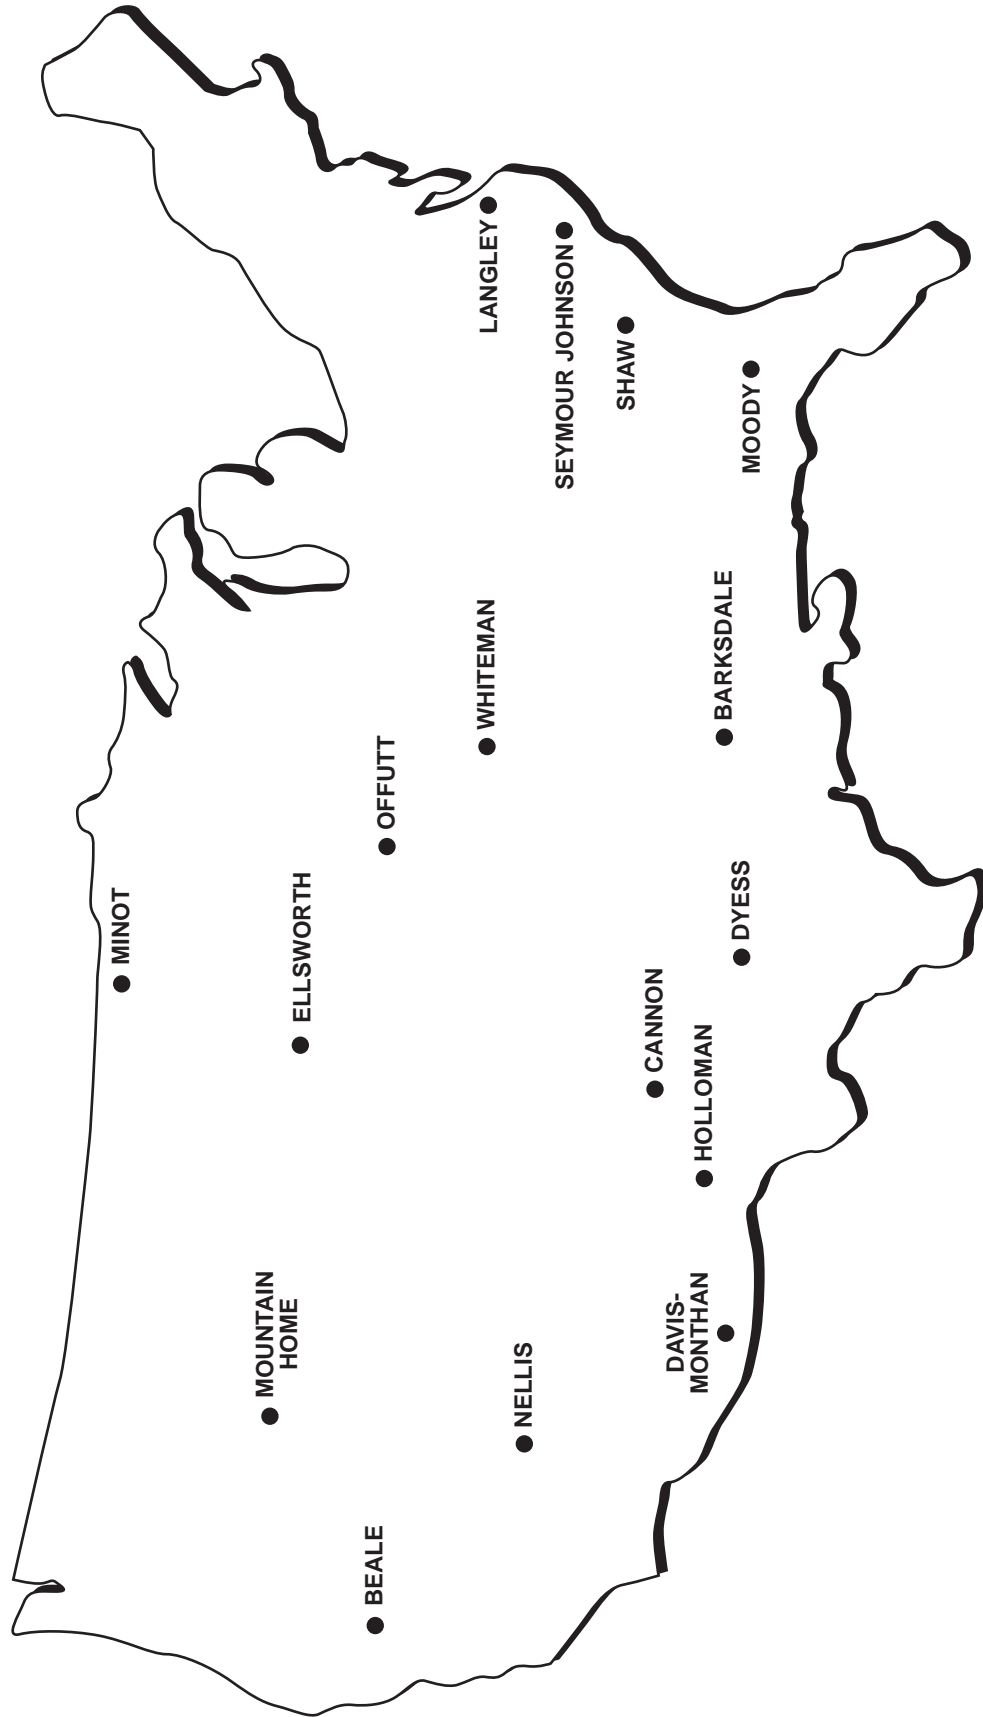 MINOT
MOUNTAIN
HOME
ELLSWORTH
BEALE
OFFUTT
WHITEMAN
LANGLEY
NELLIS
SEYMOUR JOHNSON
SHAW
CANNON
DAVIS-
MONTHAN
HOLLOMAN
DYESS
BARKSDALE
MOODY